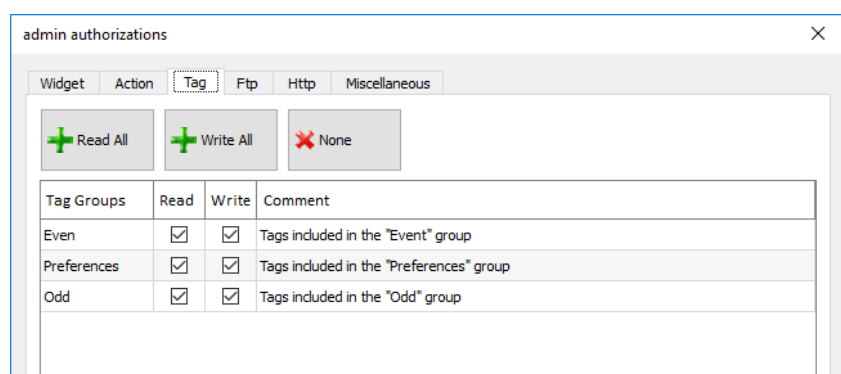 admin authorizations
Widget Action Tag Ftp Http Miscellaneous
Read All Write All None
Tag Groups Read Write Comment
Even Tags included in the "Event" group
Preferences Tags included in the "Preferences" group
Odd Tags included in the "Odd" group